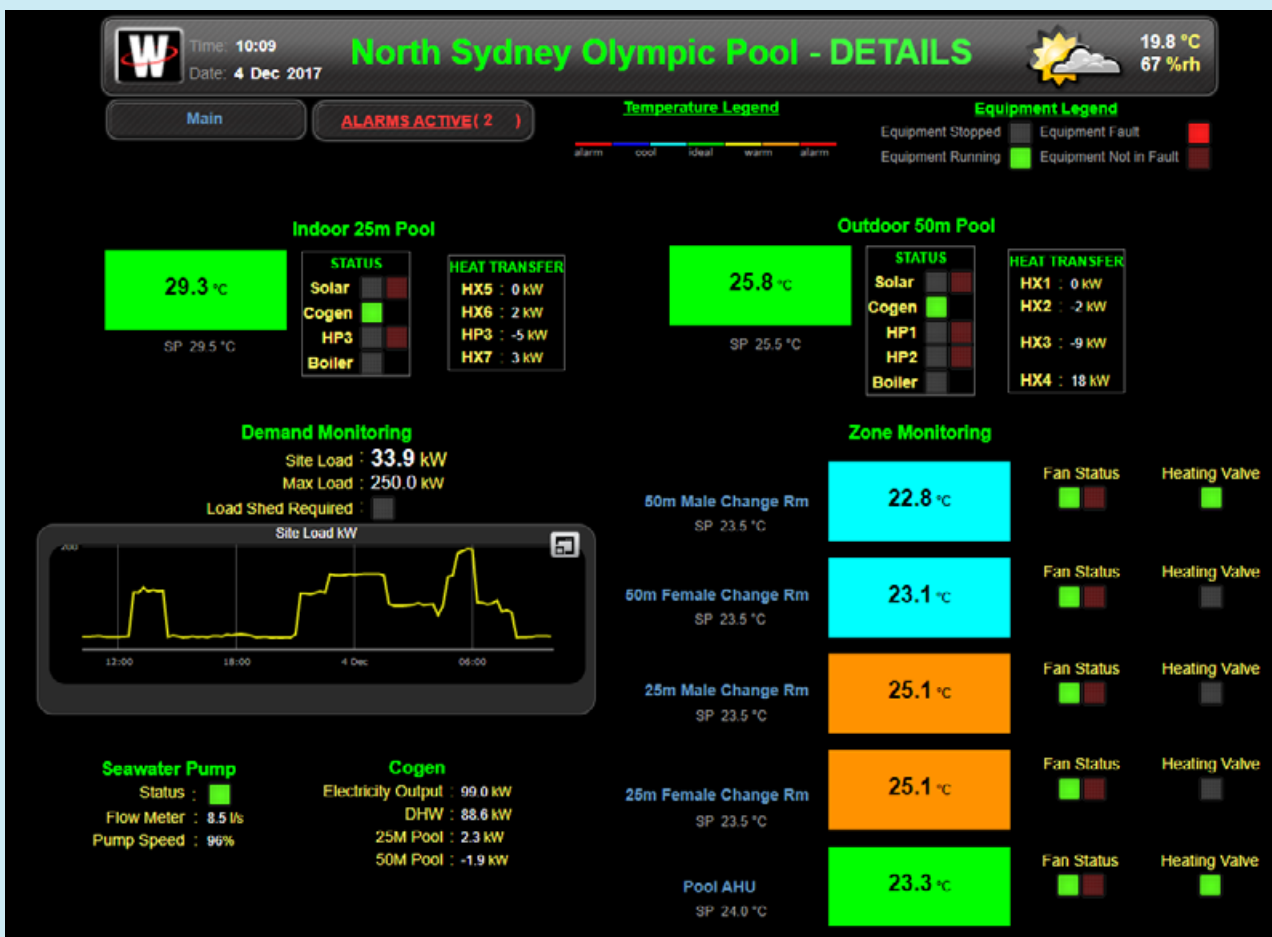 W
Time: 10:09
Date: 4 Dec 2017
North Sydney Olympic Pool - DETAILS
19.8 °C
67 %rh
Main
ALARMS ACTIVE( 2 )
Temperature Legend
alarm cool ideal warm alarm
Equipment Legend
Equipment Stopped Equipment Fault
Equipment Running Equipment Not in Fault
Indoor 25m Pool
29.3 °C
SP 29.5 °C
STATUS
Solar
Cogen
HP3
Boiler
HEAT TRANSFER
HX5 : 0 kW
HX6 : 2 kW
HP3 : -5 kW
HX7 : 3 kW
Outdoor 50m Pool
25.8 °C
SP 25.5 °C
STATUS
Solar
Cogen
HP1
HP2
Boiler
HEAT TRANSFER
HX1 : 0 kW
HX2 : -2 kW
HX3 : -9 kW
HX4 : 18 kW
Demand Monitoring
Site Load : 33.9 kW
Max Load : 250.0 kW
Load Shed Required :
Site Load kW
200
12:00 18:00 4 Dec 06:00
Seawater Pump
Status :
Flow Meter : 8.5 l/s
Pump Speed : 96%
Cogen
Electricity Output : 99.0 kW
DHW : 88.6 kW
25M Pool : 2.3 kW
50M Pool : -1.9 kW
Zone Monitoring
50m Male Change Rm
SP 23.5 °C
22.8 °C
Fan Status Heating Valve
50m Female Change Rm
SP 23.5 °C
23.1 °C
Fan Status Heating Valve
25m Male Change Rm
SP 23.5 °C
25.1 °C
Fan Status Heating Valve
25m Female Change Rm
SP 23.5 °C
25.1 °C
Fan Status Heating Valve
Pool AHU
SP 24.0 °C
23.3 °C
Fan Status Heating Valve